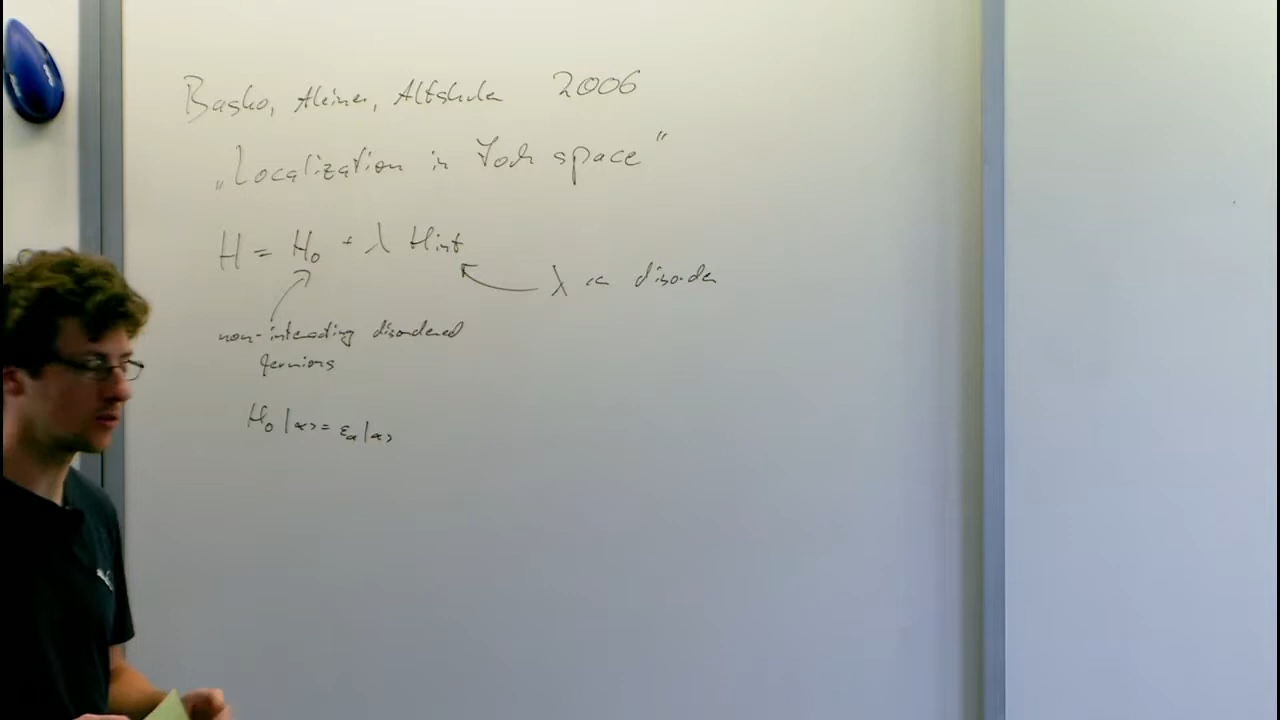 Basko, Aleiner, Altshuler 2006
„Localization in Fock space"
H = H₀ + λ Hint
λ << disorder
non-interacting disordered
fermions
H₀ |α> = εα |α>